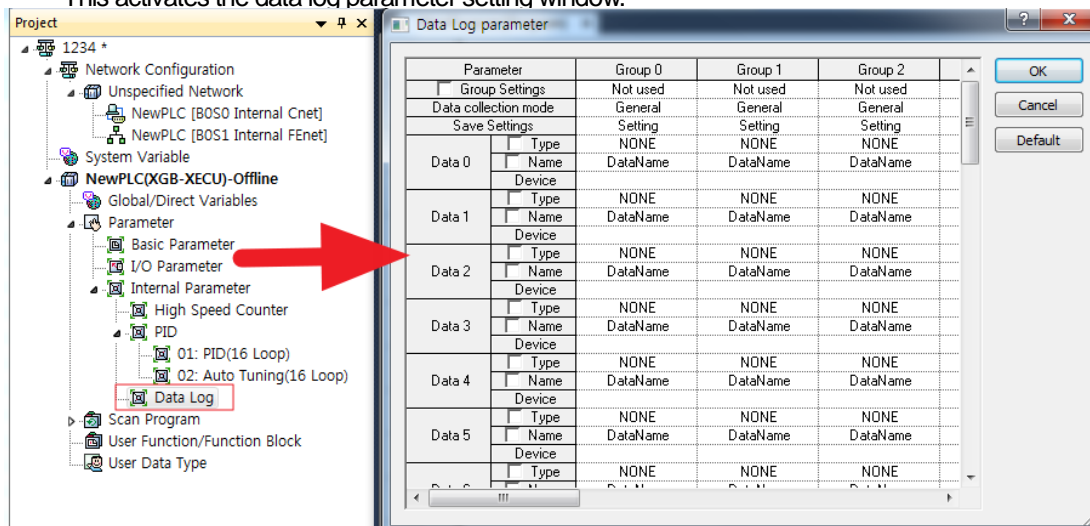 This activates the data log parameter setting window.
Project
1234 *
Network Configuration
Unspecified Network
NewPLC [B0S0 Internal Cnet]
NewPLC [B0S1 Internal FEnet]
System Variable
NewPLC(XGB-XECU)-Offline
Global/Direct Variables
Parameter
Basic Parameter
I/O Parameter
Internal Parameter
High Speed Counter
PID
01: PID(16 Loop)
02: Auto Tuning(16 Loop)
Data Log
Scan Program
User Function/Function Block
User Data Type
Data Log parameter
Parameter Group 0 Group 1 Group 2
Group Settings Not used Not used Not used
Data collection mode General General General
Save Settings Setting Setting Setting
Data 0 Type NONE NONE NONE
Name DataName DataName DataName
Device
Data 1 Type NONE NONE NONE
Name DataName DataName DataName
Device
Data 2 Type NONE NONE NONE
Name DataName DataName DataName
Device
Data 3 Type NONE NONE NONE
Name DataName DataName DataName
Device
Data 4 Type NONE NONE NONE
Name DataName DataName DataName
Device
Data 5 Type NONE NONE NONE
Name DataName DataName DataName
Device
Type NONE NONE NONE
OK
Cancel
Default